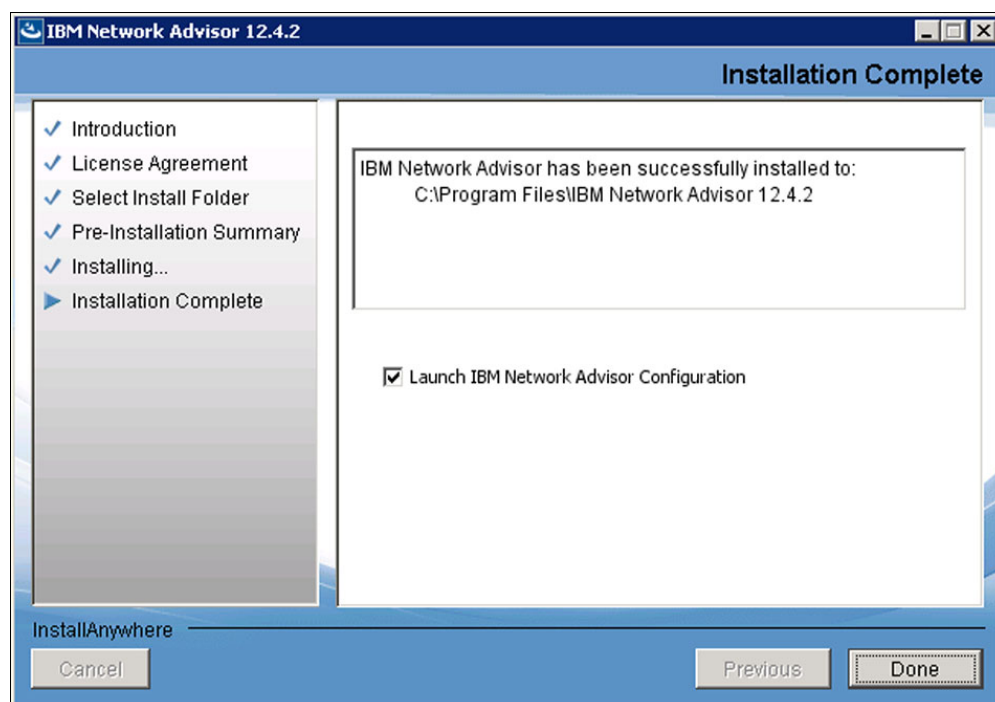 IBM Network Advisor 12.4.2
Installation Complete
Introduction
License Agreement
Select Install Folder
Pre-Installation Summary
Installing...
Installation Complete
IBM Network Advisor has been successfully installed to:
C:\Program Files\IBM Network Advisor 12.4.2
Launch IBM Network Advisor Configuration
InstallAnywhere
Cancel
Previous
Done